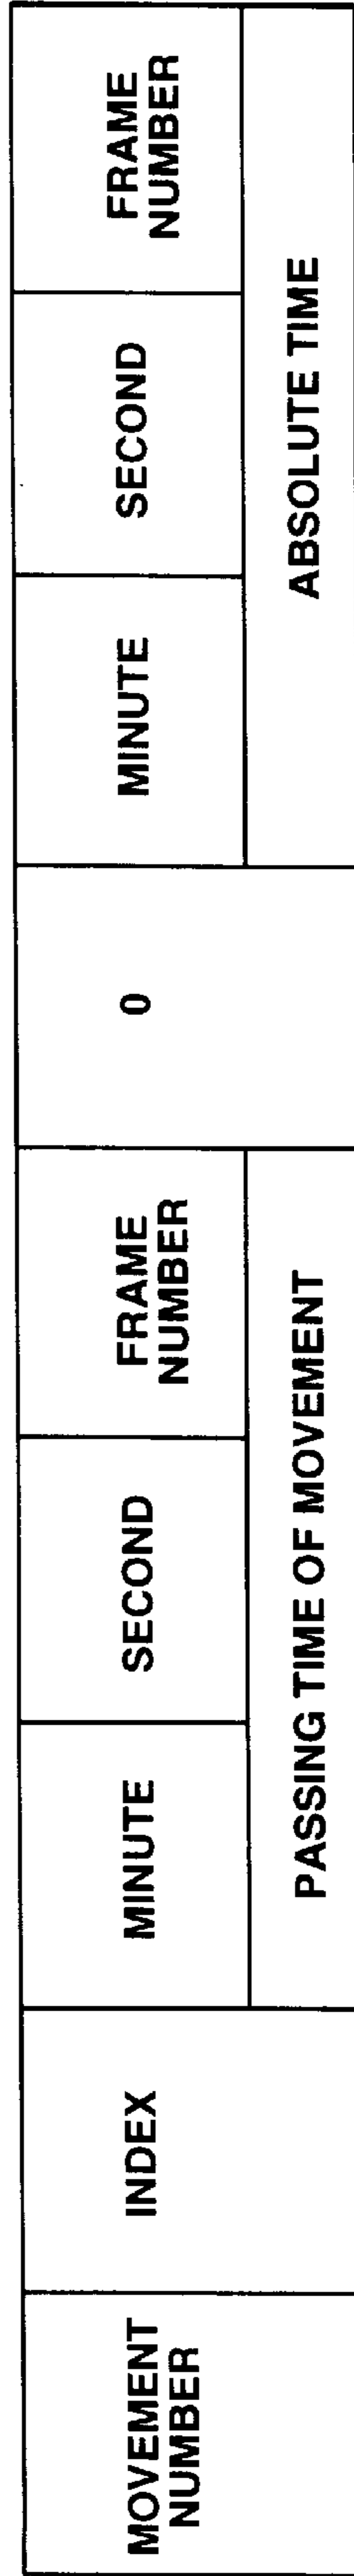 MOVEMENT
NUMBER
INDEX
MINUTE
SECOND
FRAME
NUMBER
PASSING TIME OF MOVEMENT
0
MINUTE
SECOND
FRAME
NUMBER
ABSOLUTE TIME